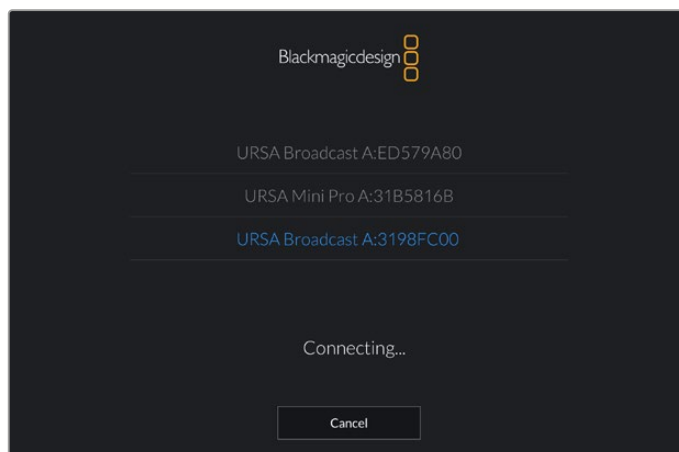 Blackmagicdesign
URSA Broadcast A:ED579A80
URSA Mini Pro A:31B5816B
URSA Broadcast A:3198FC00
Connecting...
Cancel